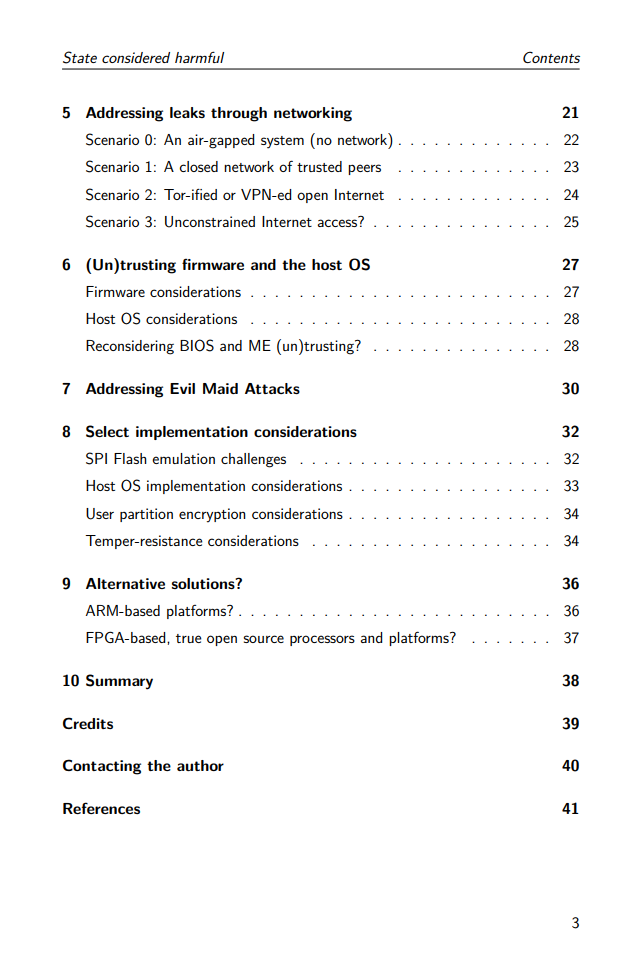 State considered harmful Contents
5 Addressing leaks through networking 21
Scenario 0: An air-gapped system (no network) . . . . . . . . . . . . . 22
Scenario 1: A closed network of trusted peers . . . . . . . . . . . . . 23
Scenario 2: Tor-ified or VPN-ed open Internet . . . . . . . . . . . . . 24
Scenario 3: Unconstrained Internet access? . . . . . . . . . . . . . . . 25
6 (Un)trusting firmware and the host OS 27
Firmware considerations . . . . . . . . . . . . . . . . . . . . . . . . . 27
Host OS considerations . . . . . . . . . . . . . . . . . . . . . . . . . 28
Reconsidering BIOS and ME (un)trusting? . . . . . . . . . . . . . . . 28
7 Addressing Evil Maid Attacks 30
8 Select implementation considerations 32
SPI Flash emulation challenges . . . . . . . . . . . . . . . . . . . . . 32
Host OS implementation considerations . . . . . . . . . . . . . . . . . 33
User partition encryption considerations . . . . . . . . . . . . . . . . . 34
Temper-resistance considerations . . . . . . . . . . . . . . . . . . . . 34
9 Alternative solutions? 36
ARM-based platforms? . . . . . . . . . . . . . . . . . . . . . . . . . . 36
FPGA-based, true open source processors and platforms? . . . . . . . 37
10 Summary 38
Credits 39
Contacting the author 40
References 41
3